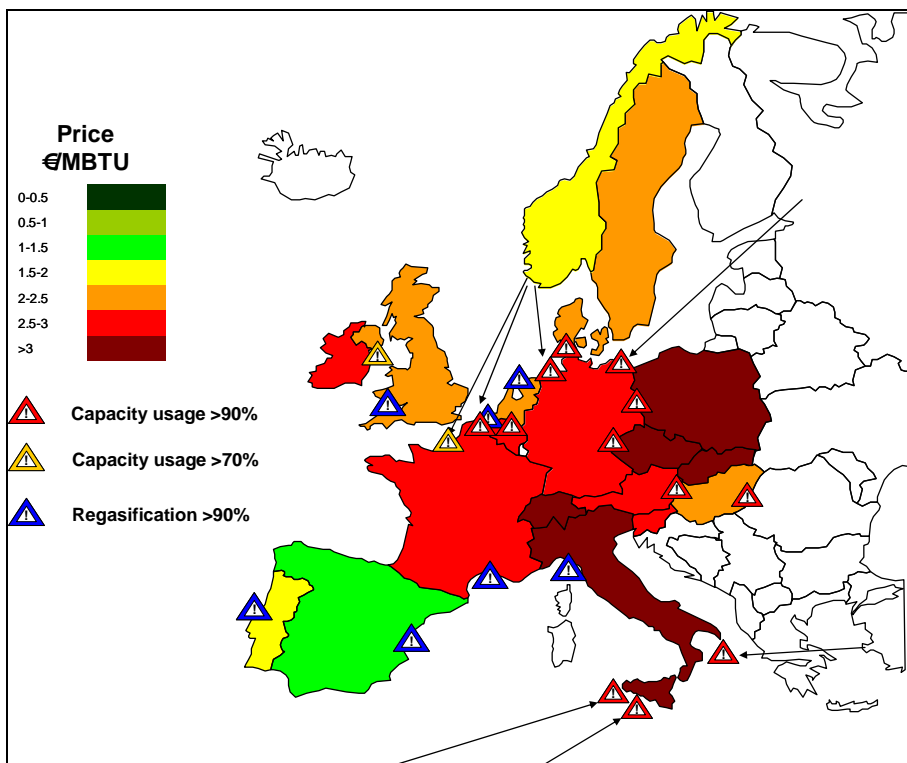 Price
€/MBTU
0-0.5
0.5-1
1-1.5
1.5-2
2-2.5
2.5-3
>3
Capacity usage >90%
Capacity usage >70%
Regasification >90%